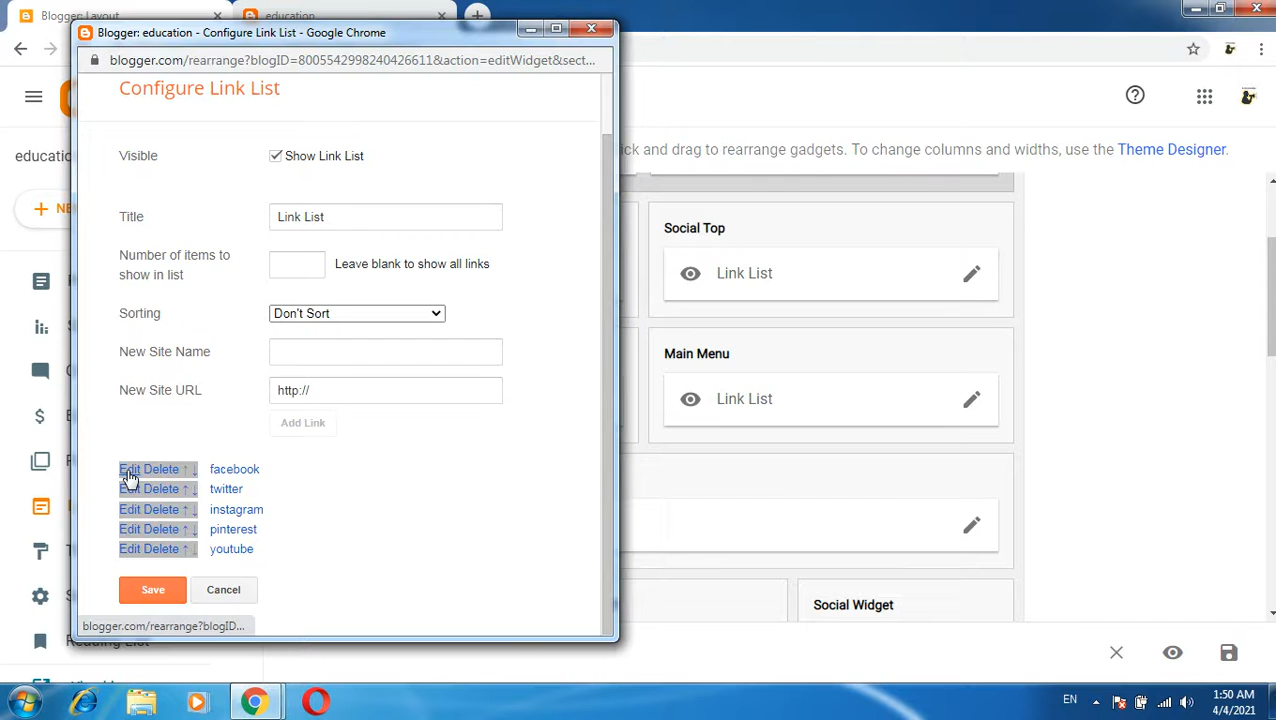 Blogger: Layout
education
Blogger: education - Configure Link List - Google Chrome
blogger.com/rearrange?blogID=8005542998240426611&action=editWidget&sect...
Configure Link List
Visible
Show Link List
Title
Link List
Number of items to show in list
Leave blank to show all links
Sorting
Don't Sort
New Site Name
New Site URL
http://
Add Link
Edit Delete ↑ ↓ facebook
Edit Delete ↑ ↓ twitter
Edit Delete ↑ ↓ instagram
Edit Delete ↑ ↓ pinterest
Edit Delete ↑ ↓ youtube
Save
Cancel
blogger.com/rearrange?blogID...
educatio
+ NE
Reading List
ick and drag to rearrange gadgets. To change columns and widths, use the Theme Designer.
Social Top
Link List
Main Menu
Link List
Social Widget
EN
1:50 AM
4/4/2021